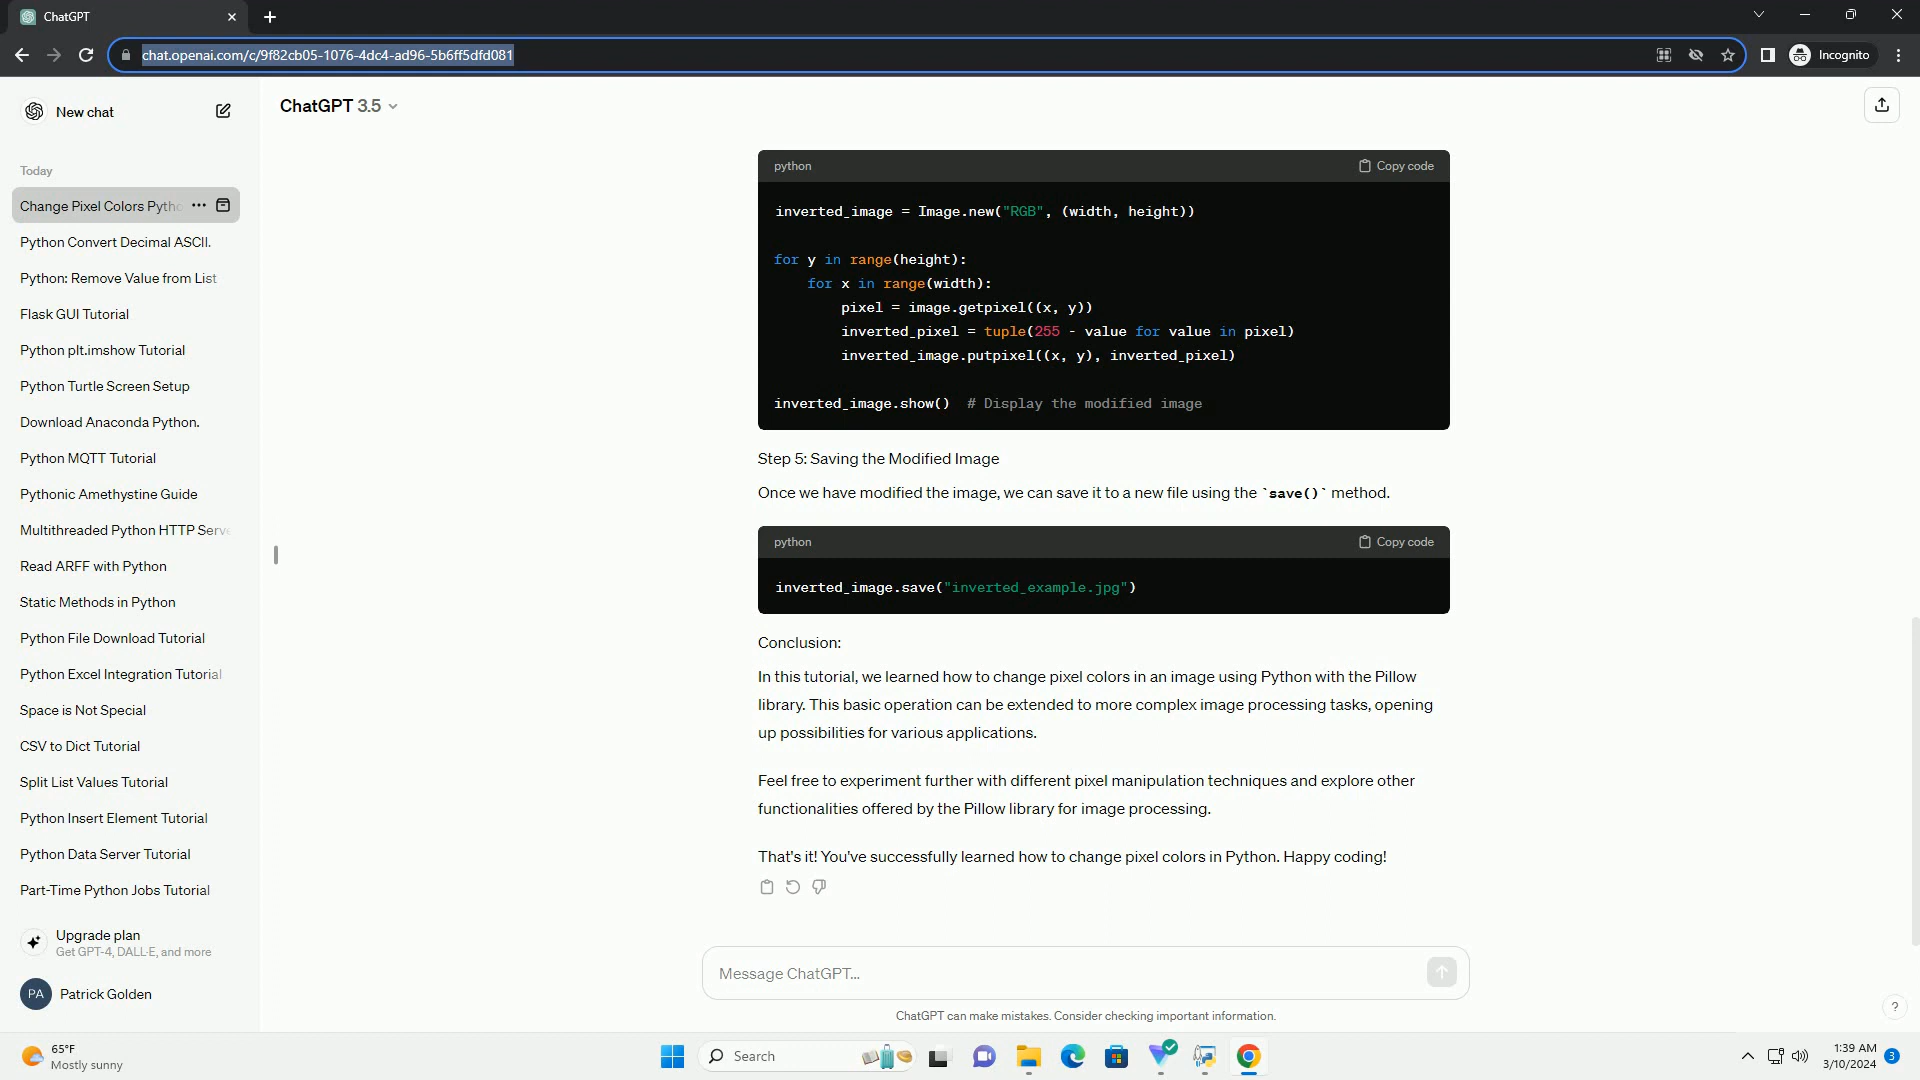 ChatGPT
chat.openai.com/c/9f82cb05-1076-4dc4-ad96-5b6ff5dfd081
Incognito
New chat
ChatGPT 3.5
Today
Change Pixel Colors Pytho
Python Convert Decimal ASCII.
Python: Remove Value from List
Flask GUI Tutorial
Python plt.imshow Tutorial
Python Turtle Screen Setup
Download Anaconda Python.
Python MQTT Tutorial
Pythonic Amethystine Guide
Multithreaded Python HTTP Serve
Read ARFF with Python
Static Methods in Python
Python File Download Tutorial
Python Excel Integration Tutorial
Space is Not Special
CSV to Dict Tutorial
Split List Values Tutorial
Python Insert Element Tutorial
Python Data Server Tutorial
Part-Time Python Jobs Tutorial
Upgrade plan
Get GPT-4, DALL·E, and more
PA Patrick Golden
python Copy code
inverted_image = Image.new("RGB", (width, height))
for y in range(height):
for x in range(width):
pixel = image.getpixel((x, y))
inverted_pixel = tuple(255 - value for value in pixel)
inverted_image.putpixel((x, y), inverted_pixel)
inverted_image.show() # Display the modified image
Step 5: Saving the Modified Image
Once we have modified the image, we can save it to a new file using the `save()` method.
python Copy code
inverted_image.save("inverted_example.jpg")
Conclusion:
In this tutorial, we learned how to change pixel colors in an image using Python with the Pillow
library. This basic operation can be extended to more complex image processing tasks, opening
up possibilities for various applications.
Feel free to experiment further with different pixel manipulation techniques and explore other
functionalities offered by the Pillow library for image processing.
That's it! You've successfully learned how to change pixel colors in Python. Happy coding!
Message ChatGPT...
ChatGPT can make mistakes. Consider checking important information.
?
65°F
Mostly sunny
Search
1:39 AM
3/10/2024
3